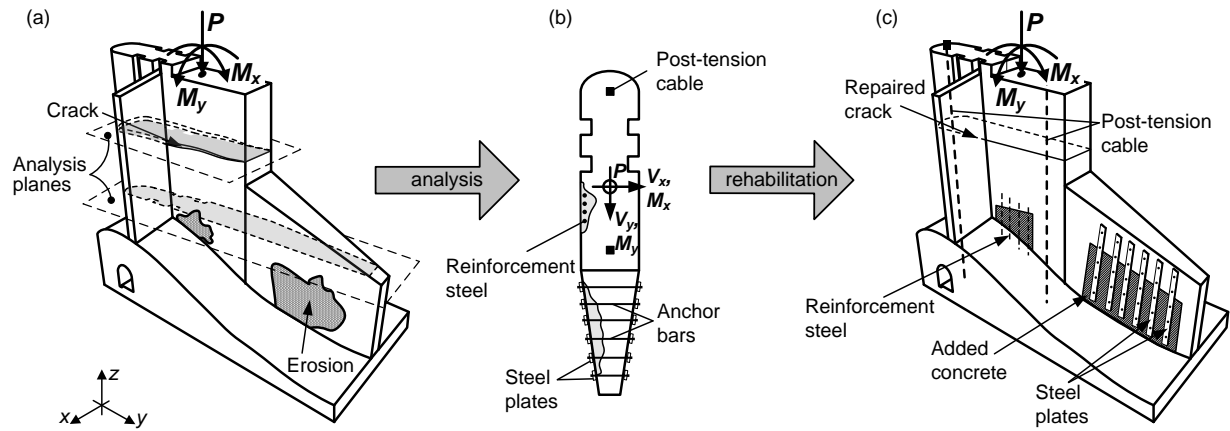 (a)
P
M_x
M_y
Crack
Analysis
planes
Erosion
z
x
y
analysis
(b)
Post-tension
cable
P
V_x,
M_x
V_y,
M_y
Reinforcement
steel
Anchor
bars
Steel
plates
rehabilitation
(c)
P
M_x
M_y
Repaired
crack
Post-tension
cable
Reinforcement
steel
Added
concrete
Steel
plates